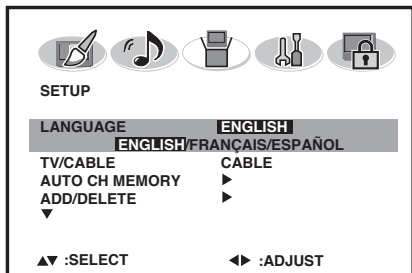 SETUP
LANGUAGE ENGLISH
ENGLISH/FRANÇAIS/ESPAÑOL
TV/CABLE CABLE
AUTO CH MEMORY ▶
ADD/DELETE ▶
▼
▲▼ :SELECT ◀▶ :ADJUST